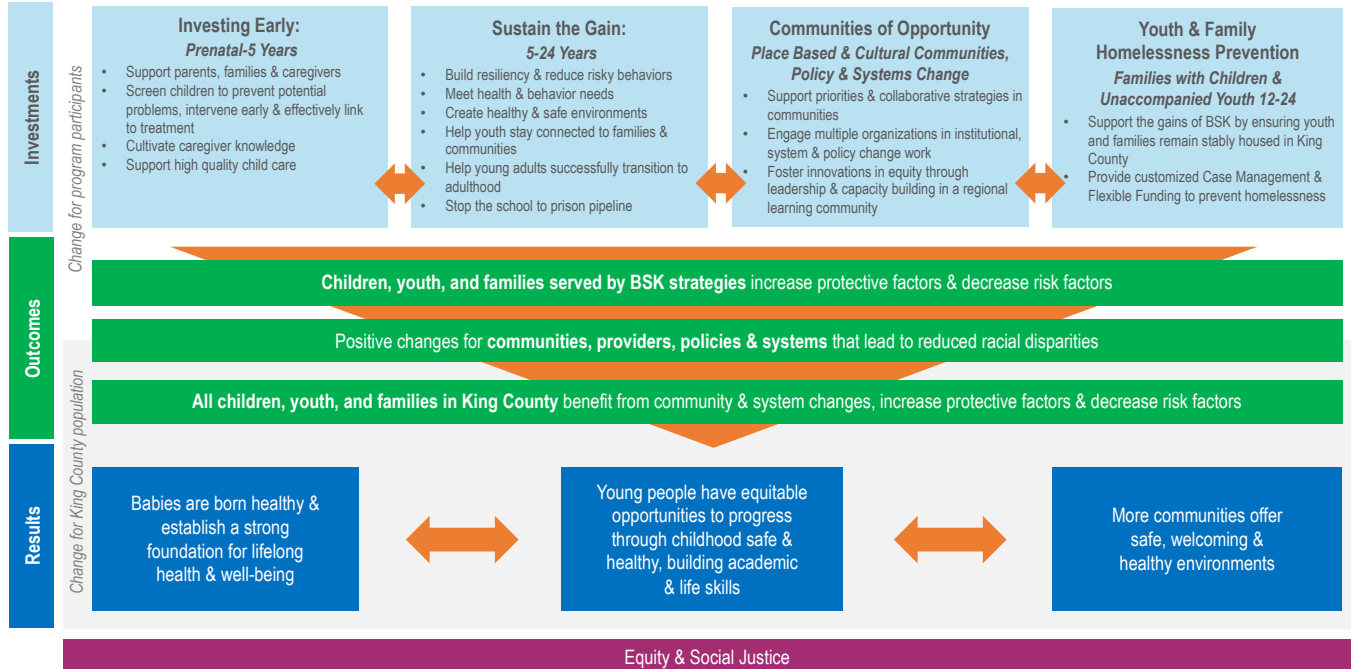 Investments
Change for program participants
Investing Early:
Prenatal-5 Years
• Support parents, families & caregivers
• Screen children to prevent potential
problems, intervene early & effectively link
to treatment
• Cultivate caregiver knowledge
• Support high quality child care
Sustain the Gain:
5-24 Years
• Build resiliency & reduce risky behaviors
• Meet health & behavior needs
• Create healthy & safe environments
• Help youth stay connected to families &
communities
• Help young adults successfully transition to
adulthood
• Stop the school to prison pipeline
Communities of Opportunity
Place Based & Cultural Communities,
Policy & Systems Change
• Support priorities & collaborative strategies in
communities
• Engage multiple organizations in institutional,
system & policy change work
• Foster innovations in equity through
leadership & capacity building in a regional
learning community
Youth & Family
Homelessness Prevention
Families with Children &
Unaccompanied Youth 12-24
• Support the gains of BSK by ensuring youth
and families remain stably housed in King
County
• Provide customized Case Management &
Flexible Funding to prevent homelessness
Outcomes
Children, youth, and families served by BSK strategies increase protective factors & decrease risk factors
Positive changes for communities, providers, policies & systems that lead to reduced racial disparities
All children, youth, and families in King County benefit from community & system changes, increase protective factors & decrease risk factors
Change for King County population
Results
Babies are born healthy &
establish a strong
foundation for lifelong
health & well-being
Young people have equitable
opportunities to progress
through childhood safe &
healthy, building academic
& life skills
More communities offer
safe, welcoming &
healthy environments
Equity & Social Justice